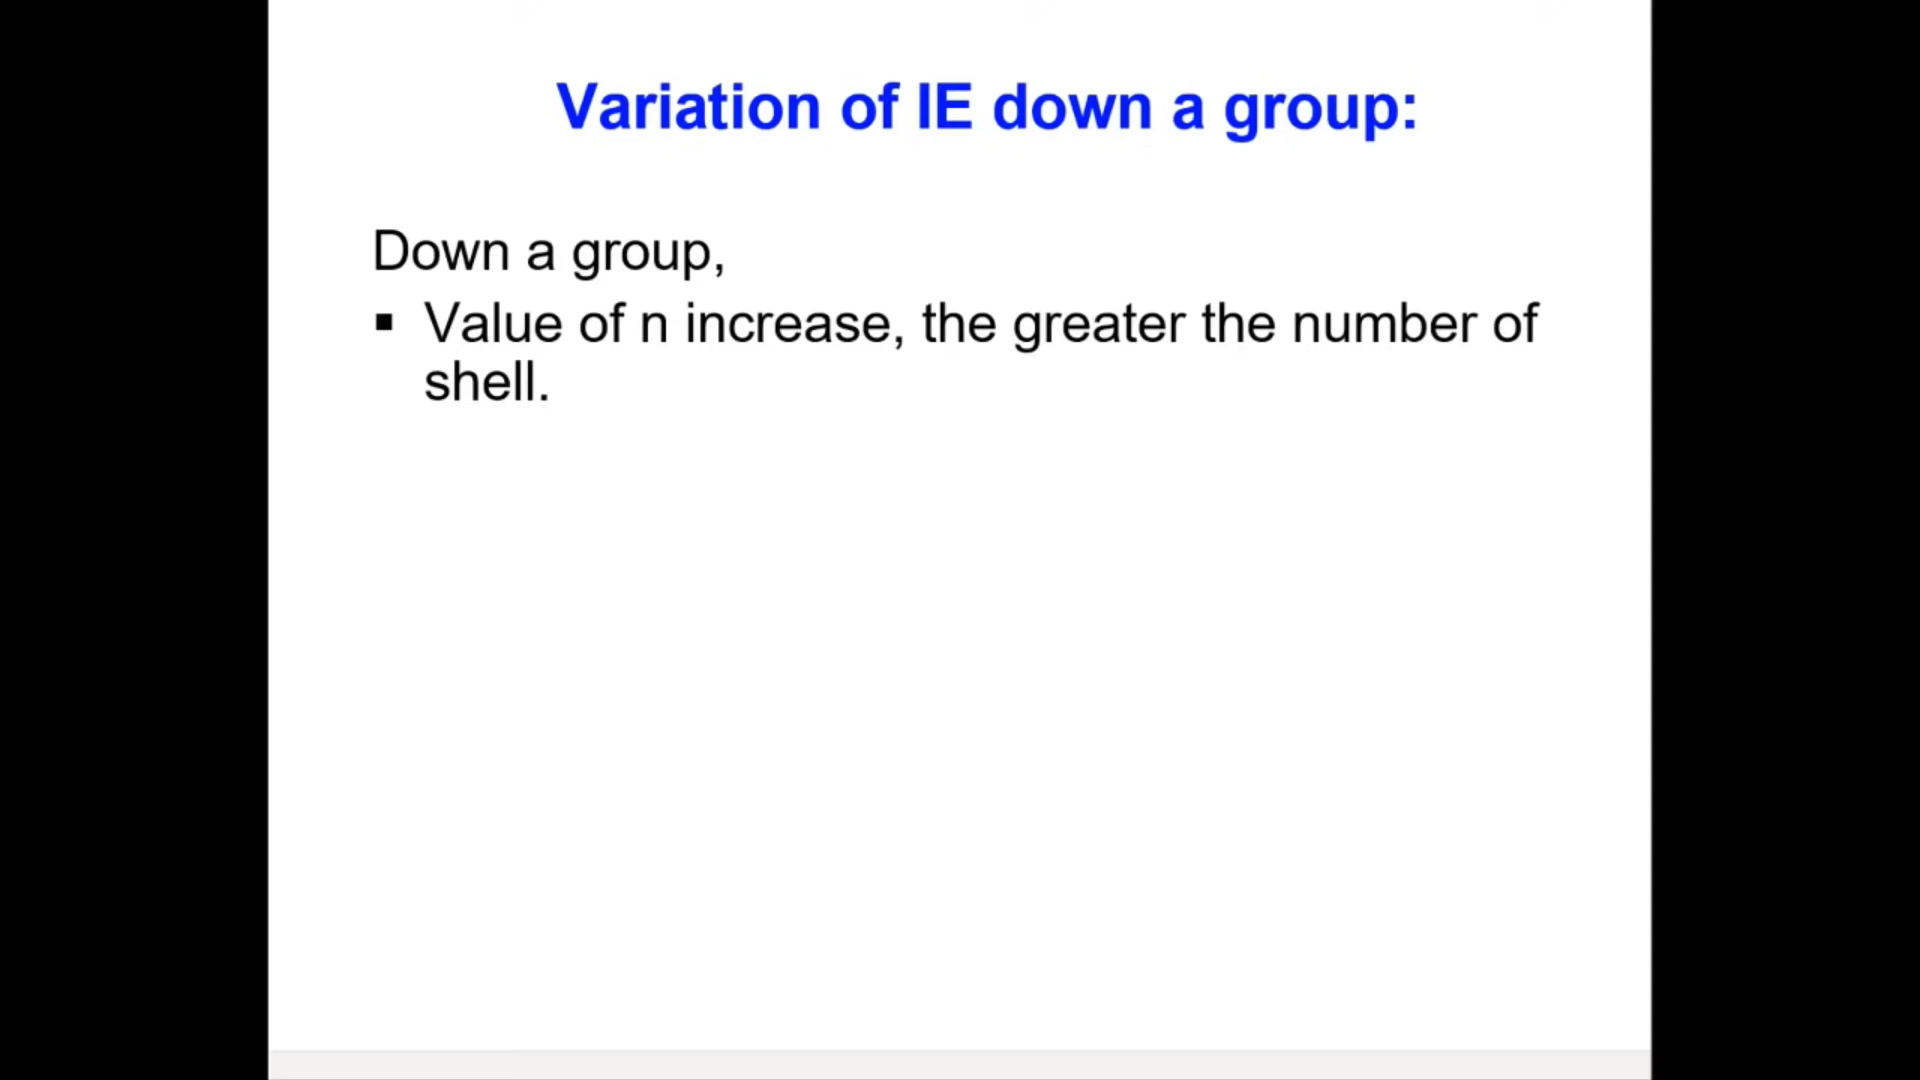 Variation of IE down a group:
Down a group,
▪ Value of n increase, the greater the number of
shell.